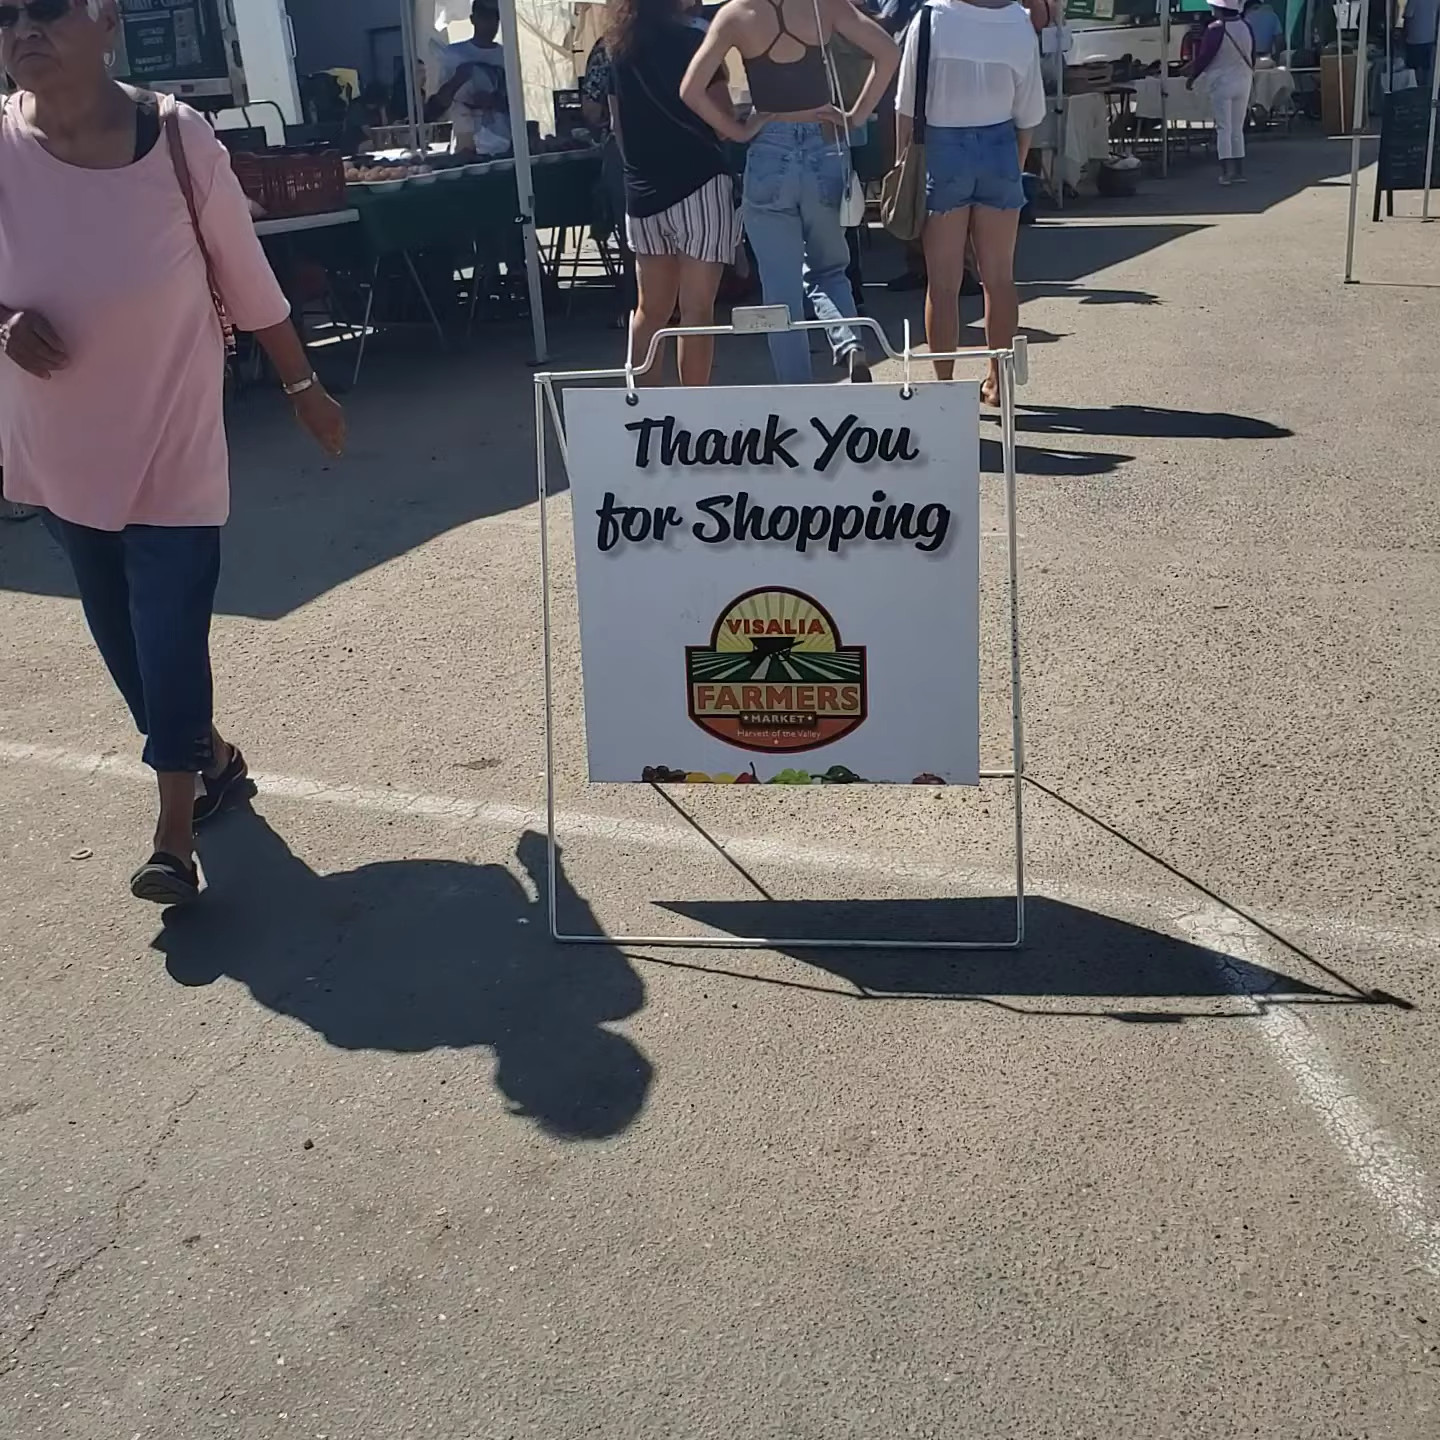 Thank You
for Shopping
VISALIA
FARMERS
MARKET
Harvest of the Valley